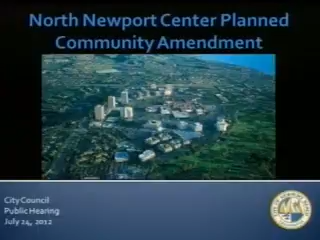 North Newport Center Planned
Community Amendment
City Council
Public Hearing
July 24, 2012